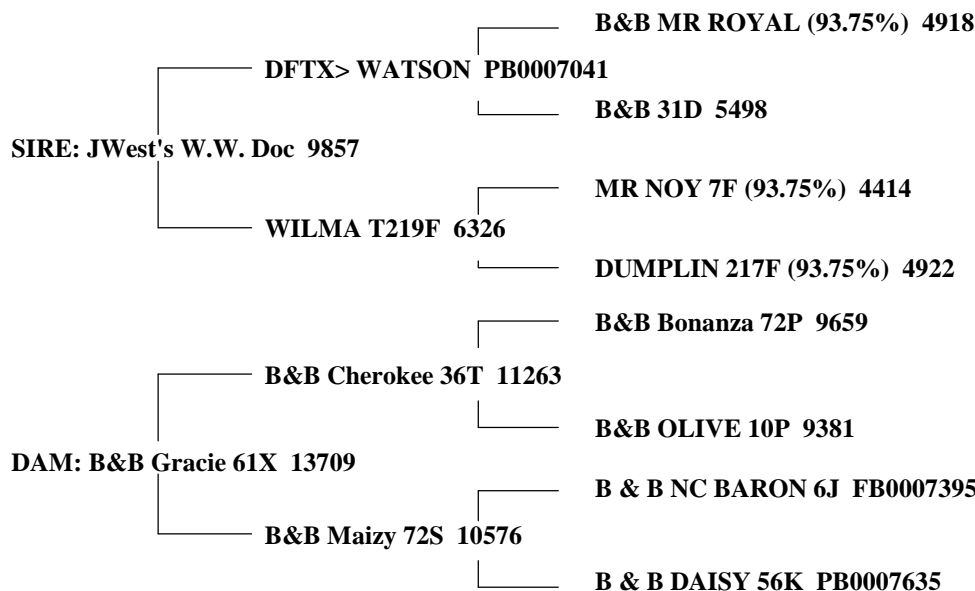 B&B MR ROYAL (93.75%) 4918
DFTX> WATSON PB0007041
B&B 31D 5498
SIRE: JWest's W.W. Doc 9857
MR NOY 7F (93.75%) 4414
WILMA T219F 6326
DUMPLIN 217F (93.75%) 4922
B&B Bonanza 72P 9659
B&B Cherokee 36T 11263
B&B OLIVE 10P 9381
DAM: B&B Gracie 61X 13709
B & B NC BARON 6J FB0007395
B&B Maizy 72S 10576
B & B DAISY 56K PB0007635